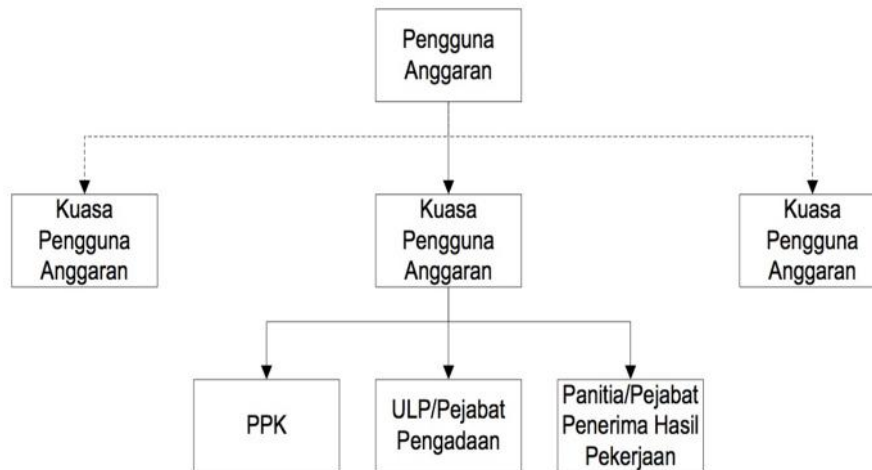 Pengguna
Anggaran
Kuasa
Pengguna
Anggaran
Kuasa
Pengguna
Anggaran
Kuasa
Pengguna
Anggaran
PPK
ULP/Pejabat
Pengadaan
Panitia/Pejabat
Penerima Hasil
Pekerjaan